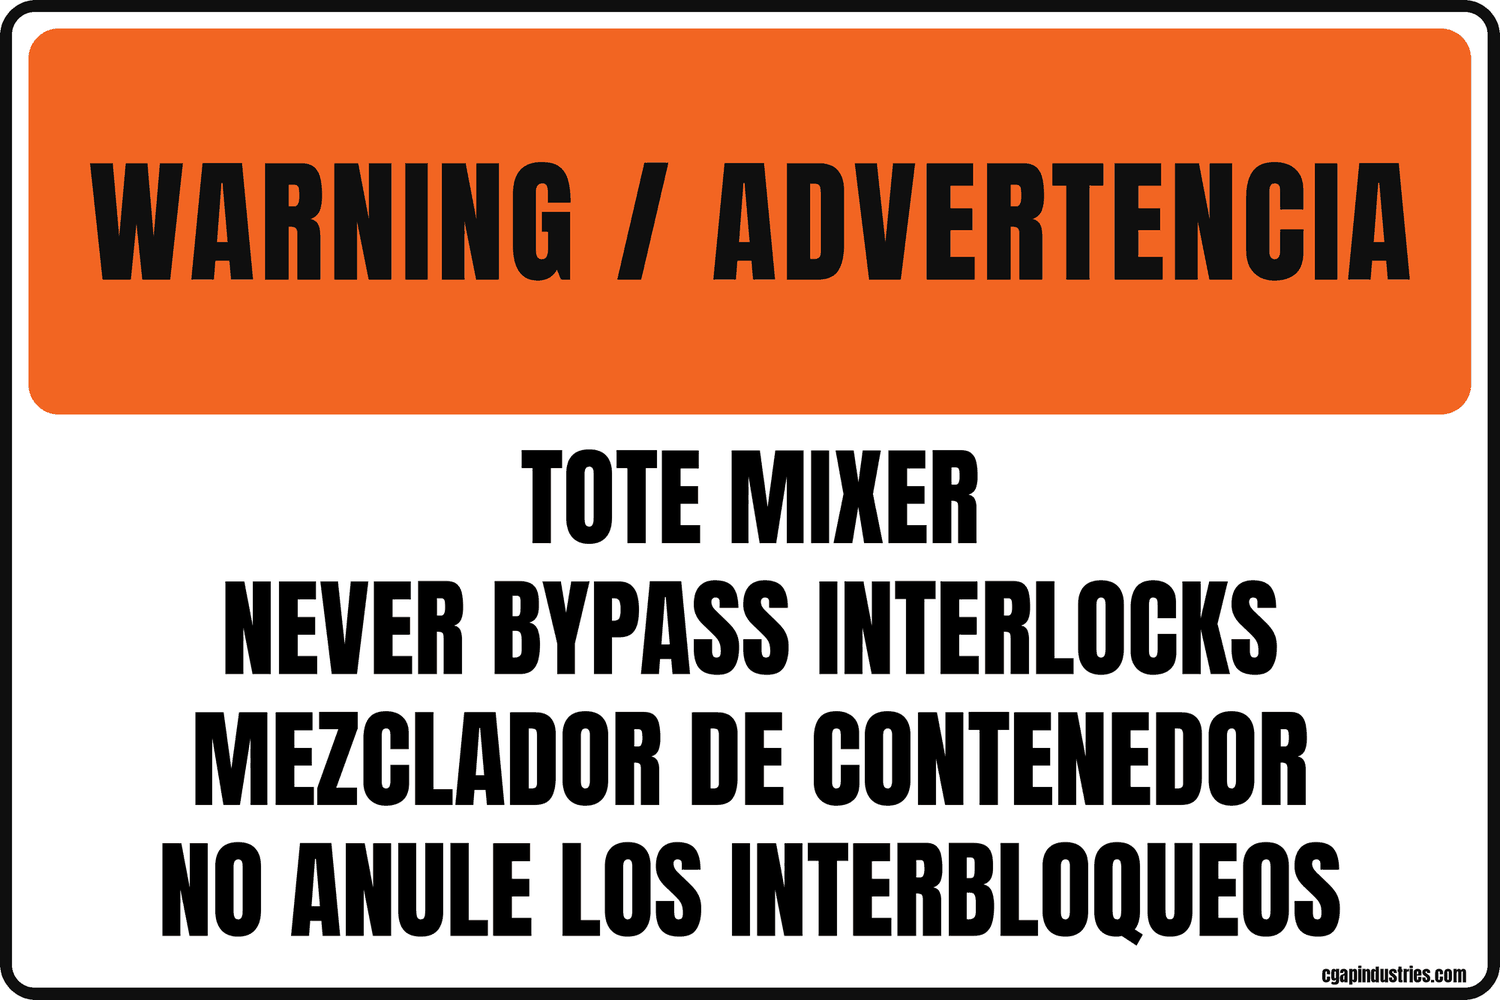 WARNING / ADVERTENCIA
TOTE MIXER
NEVER BYPASS INTERLOCKS
MEZCLADOR DE CONTENEDOR
NO ANULE LOS INTERBLOQUEOS
cgapindustries.com